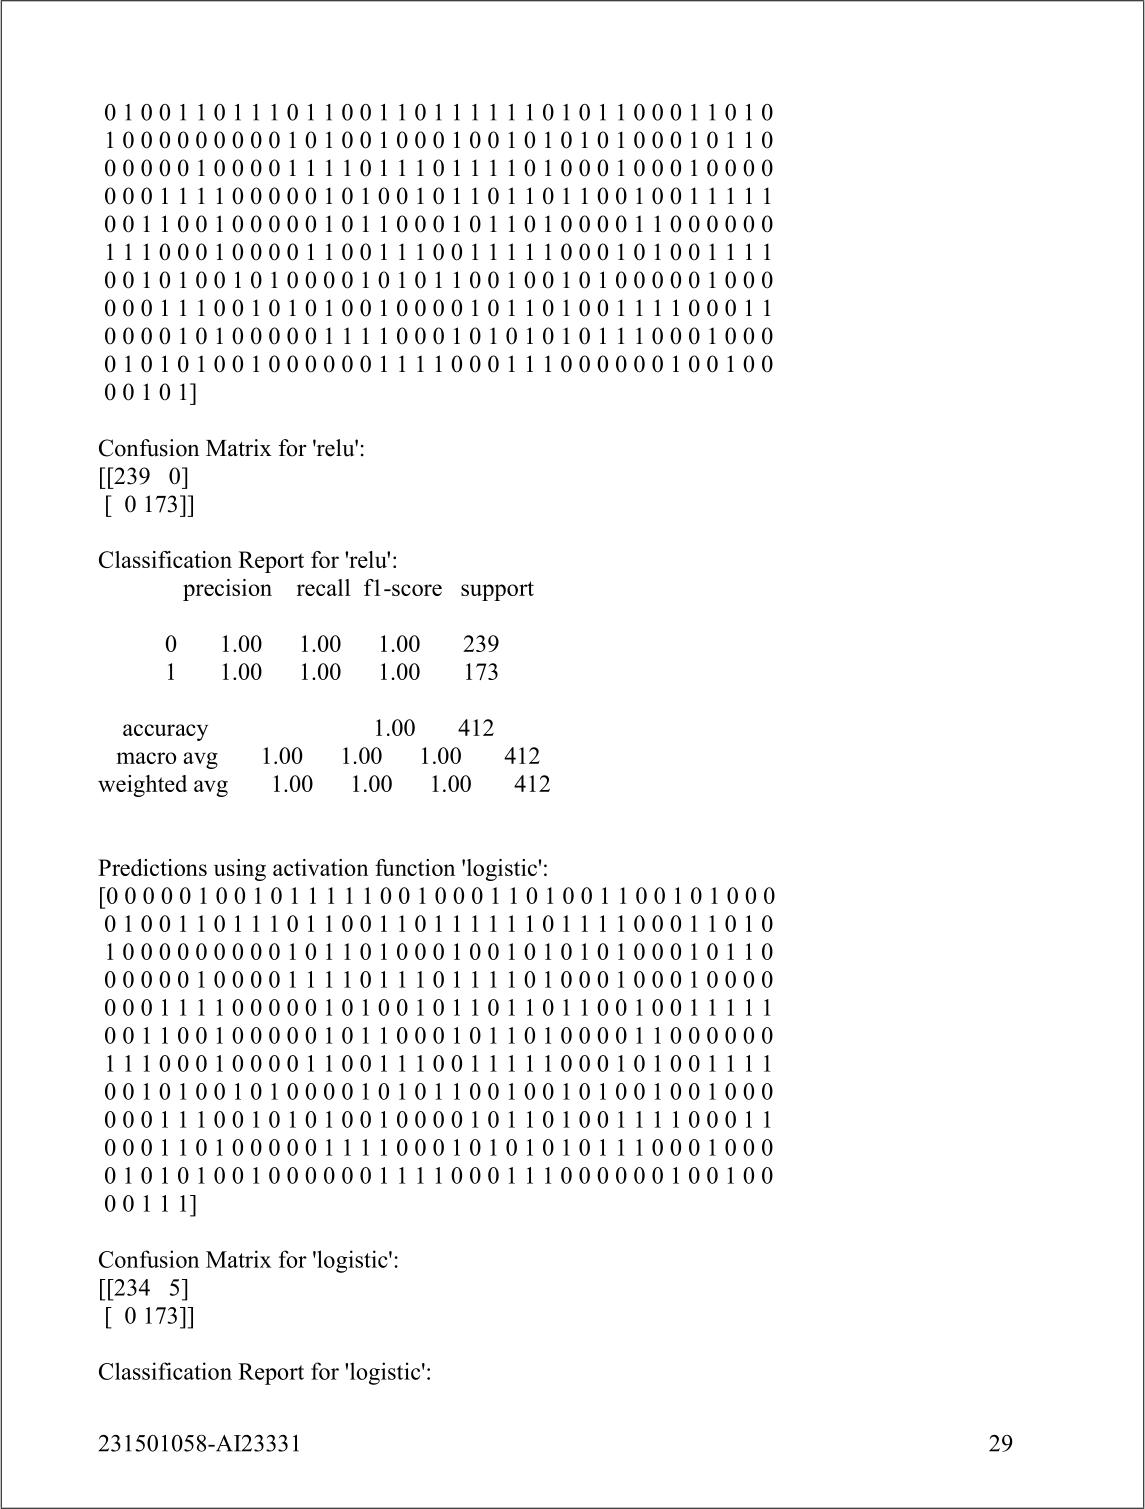 0 1 0 0 1 1 0 1 1 1 0 1 1 0 0 1 1 0 1 1 1 1 1 1 0 1 0 1 1 0 0 0 1 1 0 1 0
1 0 0 0 0 0 0 0 0 0 1 0 1 0 0 1 0 0 0 1 0 0 1 0 1 0 1 0 1 0 0 0 1 0 1 1 0
0 0 0 0 0 1 0 0 0 0 1 1 1 1 0 1 1 1 0 1 1 1 1 0 1 0 0 0 1 0 0 0 1 0 0 0 0
0 0 0 1 1 1 1 0 0 0 0 0 1 0 1 0 0 1 0 1 1 0 1 1 0 1 1 0 0 1 0 0 1 1 1 1 1
0 0 1 1 0 0 1 0 0 0 0 0 1 0 1 1 0 0 0 1 0 1 1 0 1 0 0 0 0 1 1 0 0 0 0 0 0
1 1 1 0 0 0 1 0 0 0 0 1 1 0 0 1 1 1 0 0 1 1 1 1 1 0 0 0 1 0 1 0 0 1 1 1 1
0 0 1 0 1 0 0 1 0 1 0 0 0 0 1 0 1 0 1 1 0 0 1 0 0 1 0 1 0 0 0 0 0 1 0 0 0
0 0 0 1 1 1 0 0 1 0 1 0 1 0 0 1 0 0 0 0 1 0 1 1 0 1 0 0 1 1 1 1 0 0 0 1 1
0 0 0 0 1 0 1 0 0 0 0 0 1 1 1 1 0 0 0 1 0 1 0 1 0 1 0 1 1 1 0 0 0 1 0 0 0
0 1 0 1 0 1 0 0 1 0 0 0 0 0 0 1 1 1 1 0 0 0 1 1 1 0 0 0 0 0 0 1 0 0 1 0 0
0 0 1 0 1]
Confusion Matrix for 'relu':
[[239 0]
[ 0 173]]
Classification Report for 'relu':
precision recall f1-score support
0 1.00 1.00 1.00 239
1 1.00 1.00 1.00 173
accuracy 1.00 412
macro avg 1.00 1.00 1.00 412
weighted avg 1.00 1.00 1.00 412
Predictions using activation function 'logistic':
[0 0 0 0 0 1 0 0 1 0 1 1 1 1 1 0 0 1 0 0 0 1 1 0 1 0 0 1 1 0 0 1 0 1 0 0 0
0 1 0 0 1 1 0 1 1 1 0 1 1 0 0 1 1 0 1 1 1 1 1 1 0 1 1 1 1 0 0 0 1 1 0 1 0
1 0 0 0 0 0 0 0 0 0 1 0 1 1 0 1 0 0 0 1 0 0 1 0 1 0 1 0 1 0 0 0 1 0 1 1 0
0 0 0 0 0 1 0 0 0 0 1 1 1 1 0 1 1 1 0 1 1 1 1 0 1 0 0 0 1 0 0 0 1 0 0 0 0
0 0 0 1 1 1 1 0 0 0 0 0 1 0 1 0 0 1 0 1 1 0 1 1 0 1 1 0 0 1 0 0 1 1 1 1 1
0 0 1 1 0 0 1 0 0 0 0 0 1 0 1 1 0 0 0 1 0 1 1 0 1 0 0 0 0 1 1 0 0 0 0 0 0
1 1 1 0 0 0 1 0 0 0 0 1 1 0 0 1 1 1 0 0 1 1 1 1 1 0 0 0 1 0 1 0 0 1 1 1 1
0 0 1 0 1 0 0 1 0 1 0 0 0 0 1 0 1 0 1 1 0 0 1 0 0 1 0 1 0 0 1 0 0 1 0 0 0
0 0 0 1 1 1 0 0 1 0 1 0 1 0 0 1 0 0 0 0 1 0 1 1 0 1 0 0 1 1 1 1 0 0 0 1 1
0 0 0 1 1 0 1 0 0 0 0 0 1 1 1 1 0 0 0 1 0 1 0 1 0 1 0 1 1 1 0 0 0 1 0 0 0
0 1 0 1 0 1 0 0 1 0 0 0 0 0 0 1 1 1 1 0 0 0 1 1 1 0 0 0 0 0 0 1 0 0 1 0 0
0 0 1 1 1]
Confusion Matrix for 'logistic':
[[234 5]
[ 0 173]]
Classification Report for 'logistic':
231501058-AI23331 29